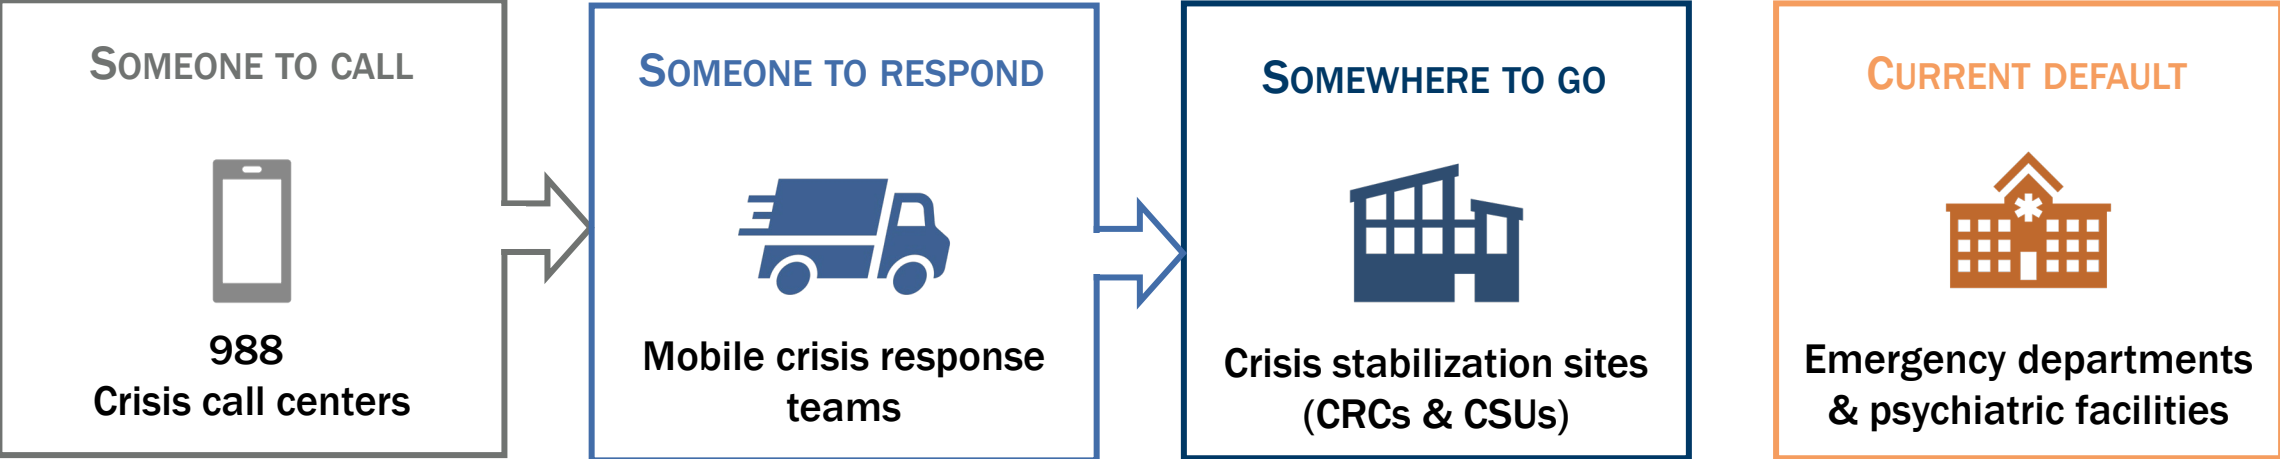 SOMEONE TO CALL
988
Crisis call centers
SOMEONE TO RESPOND
Mobile crisis response
teams
SOMEWHERE TO GO
Crisis stabilization sites
(CRCs & CSUs)
CURRENT DEFAULT
Emergency departments
& psychiatric facilities